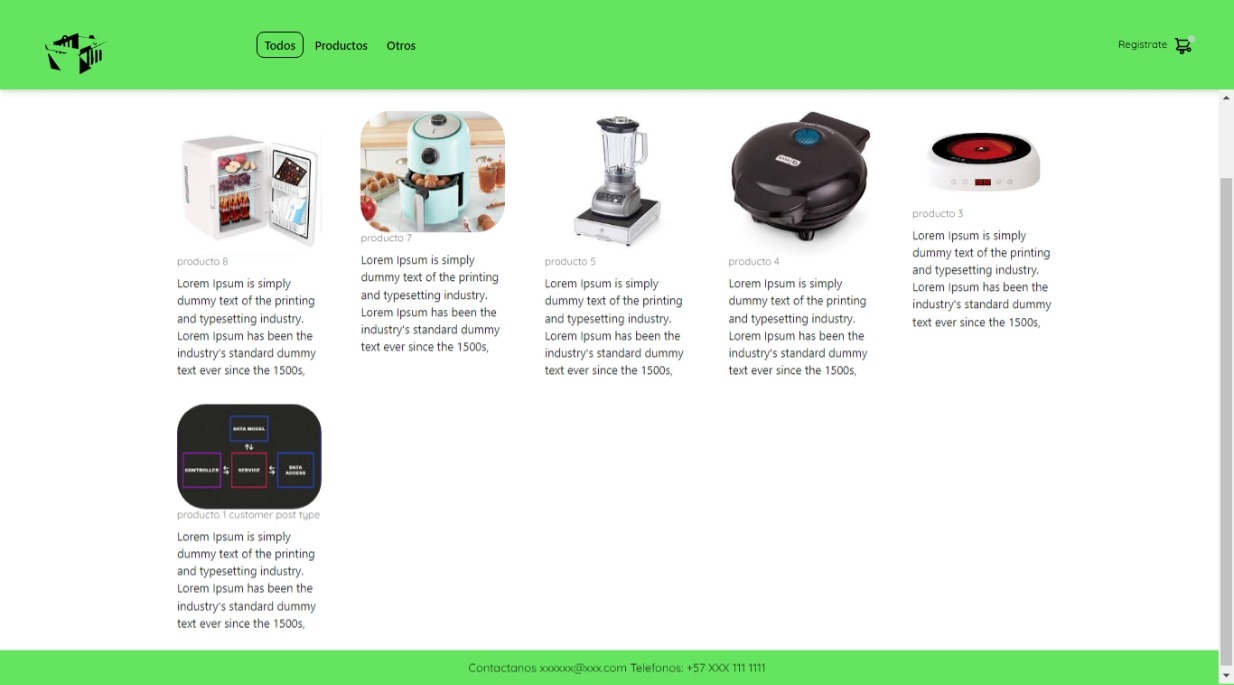 Todos Productos Otros Registrate
producto 8
Lorem Ipsum is simply
dummy text of the printing
and typesetting industry.
Lorem Ipsum has been the
industry's standard dummy
text ever since the 1500s,
producto 7
Lorem Ipsum is simply
dummy text of the printing
and typesetting industry.
Lorem Ipsum has been the
industry's standard dummy
text ever since the 1500s,
producto 5
Lorem Ipsum is simply
dummy text of the printing
and typesetting industry.
Lorem Ipsum has been the
industry's standard dummy
text ever since the 1500s,
producto 4
Lorem Ipsum is simply
dummy text of the printing
and typesetting industry.
Lorem Ipsum has been the
industry's standard dummy
text ever since the 1500s,
producto 3
Lorem Ipsum is simply
dummy text of the printing
and typesetting industry.
Lorem Ipsum has been the
industry's standard dummy
text ever since the 1500s,
DATA MODEL
CONTROLLER SERVICE DATA
ACCESS
producto 1 customer post type
Lorem Ipsum is simply
dummy text of the printing
and typesetting industry.
Lorem Ipsum has been the
industry's standard dummy
text ever since the 1500s,
Contactanos xxxxxx@xxx.com Telefonos: +57 XXX 111 1111